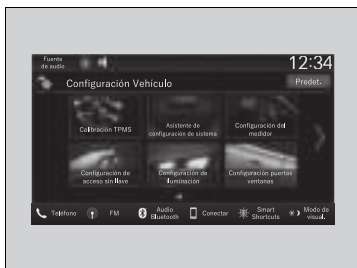 Fuente
de audio
12:34
Configuración Vehículo
Predet.
Calibración TPMS
Asistente de
configuración de sistema
Configuración del
medidor
Configuración de
acceso sin llave
Configuración de
iluminación
Configuración puertas
ventanas
Teléfono
FM
Audio
Bluetooth
Conectar
Smart
Shortcuts
Modo de
visual.